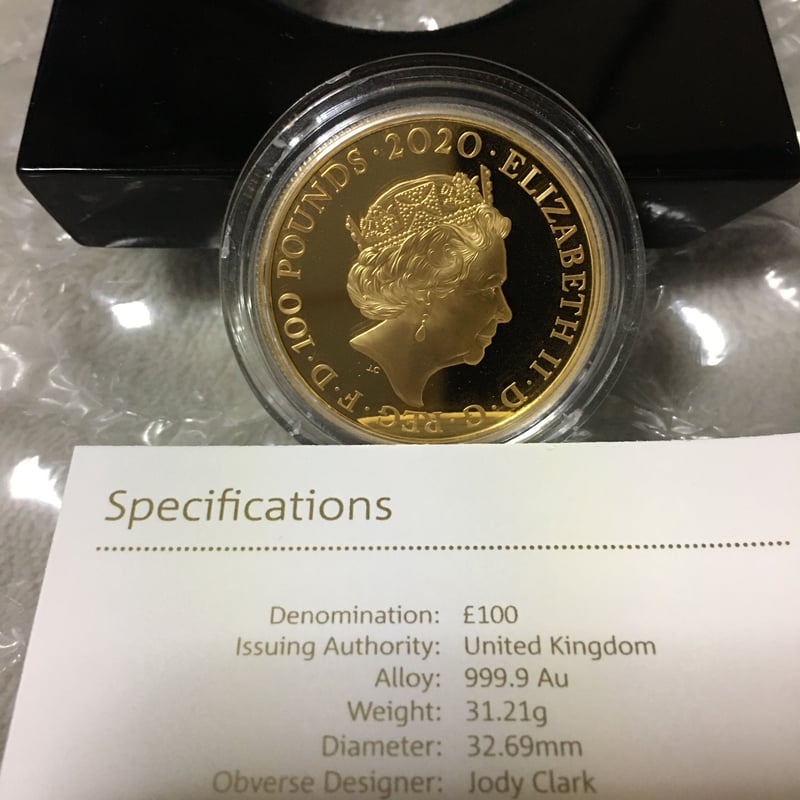 ELIZABETH II · D · G · REG · F · D · 100 POUNDS · 2020 ·
J.C
Specifications
Denomination: £100
Issuing Authority: United Kingdom
Alloy: 999.9 Au
Weight: 31.21g
Diameter: 32.69mm
Obverse Designer: Jody Clark